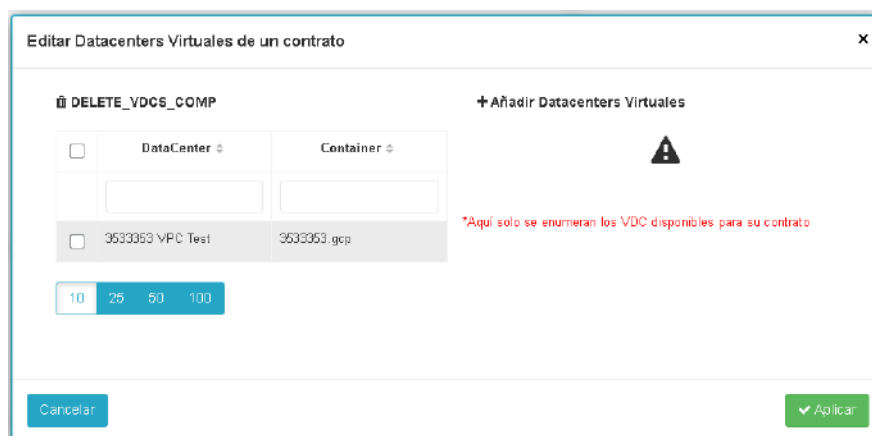 Editar Datacenters Virtuales de un contrato
×
DELETE_VDCS_COMP
DataCenter
Container
3533353 VPC Test
3533353.gcp
10 25 50 100
+ Añadir Datacenters Virtuales
*Aquí solo se enumeran los VDC disponibles para su contrato
Cancelar
Aplicar